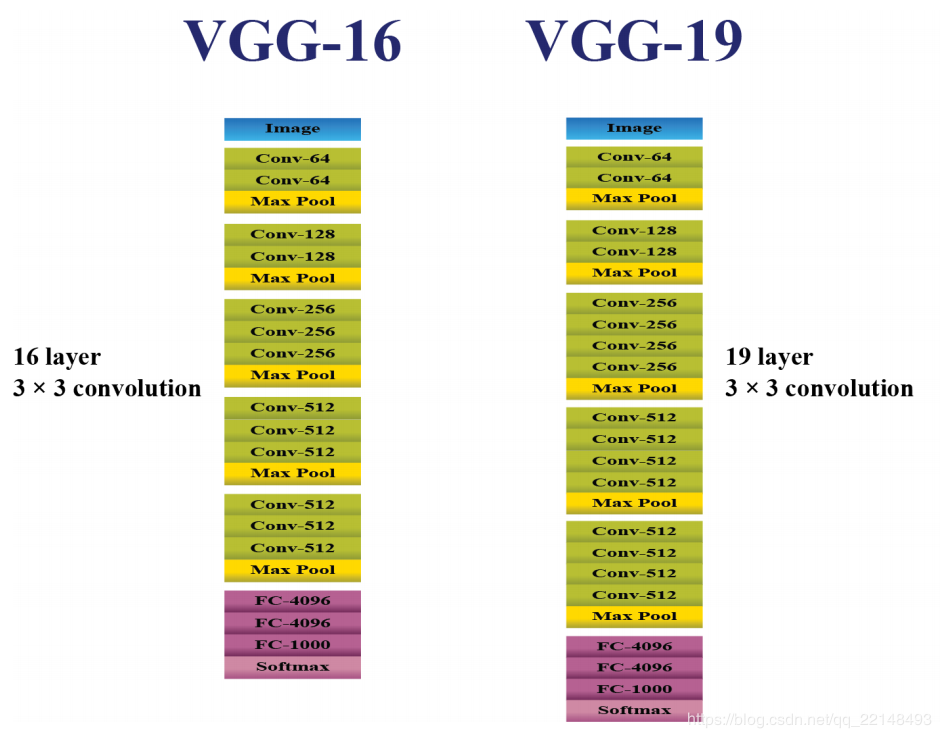 VGG-16
VGG-19
16 layer
3 × 3 convolution
Image
Conv-64
Conv-64
Max Pool
Conv-128
Conv-128
Max Pool
Conv-256
Conv-256
Conv-256
Max Pool
Conv-512
Conv-512
Conv-512
Max Pool
Conv-512
Conv-512
Conv-512
Max Pool
FC-4096
FC-4096
FC-1000
Softmax
Image
Conv-64
Conv-64
Max Pool
Conv-128
Conv-128
Max Pool
Conv-256
Conv-256
Conv-256
Conv-256
Max Pool
Conv-512
Conv-512
Conv-512
Conv-512
Max Pool
Conv-512
Conv-512
Conv-512
Conv-512
Max Pool
FC-4096
FC-4096
FC-1000
Softmax
19 layer
3 × 3 convolution
https://blog.csdn.net/qq_22148493